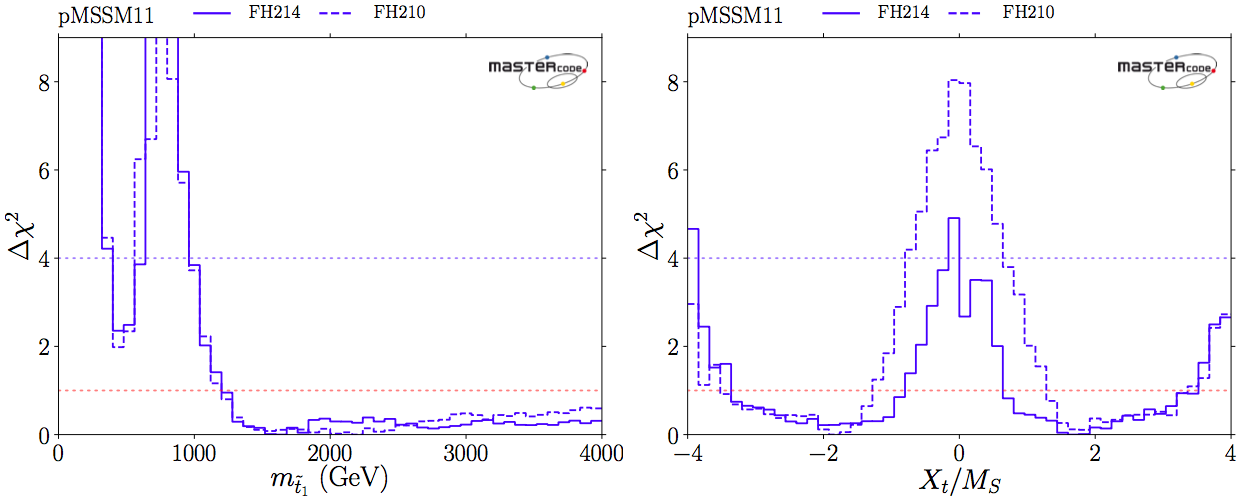 pMSSM11 FH214 FH210
MASTERCODE
8
6
4
2
0
Δχ²
0 1000 2000 3000 4000
m_{t̃_1} (GeV)
pMSSM11 FH214 FH210
MASTERCODE
8
6
4
2
0
Δχ²
−4 −2 0 2 4
X_t/M_S